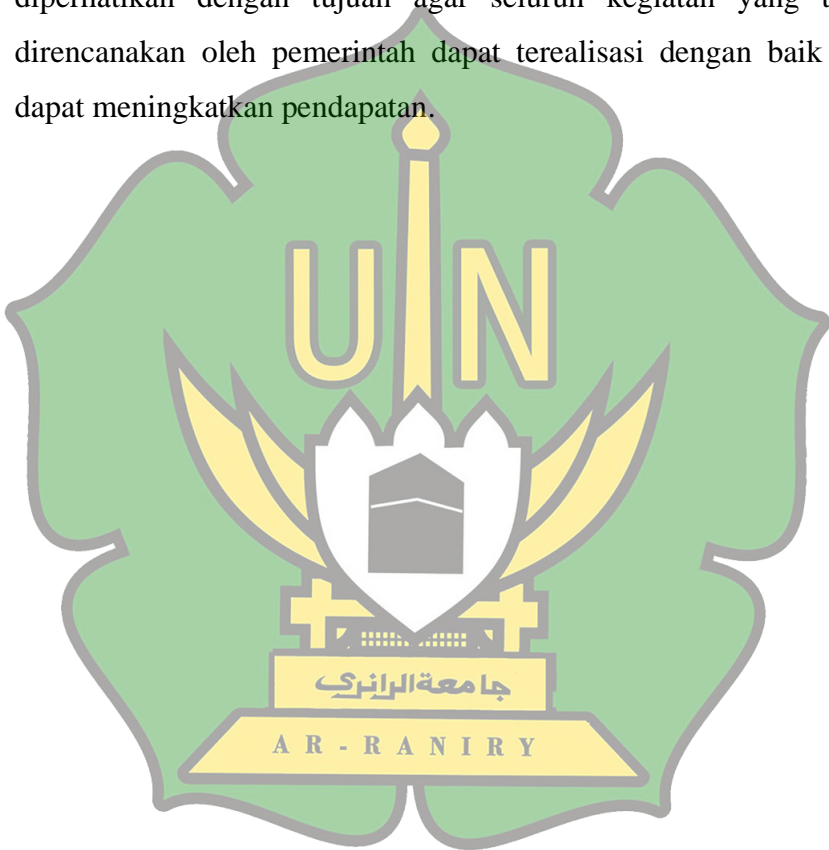 diperhatikan dengan tujuan agar seluruh kegiatan yang
direncanakan oleh pemerintah dapat terealisasi dengan baik
dapat meningkatkan pendapatan.
UIN
جامعةالرانري
AR-RANIRY